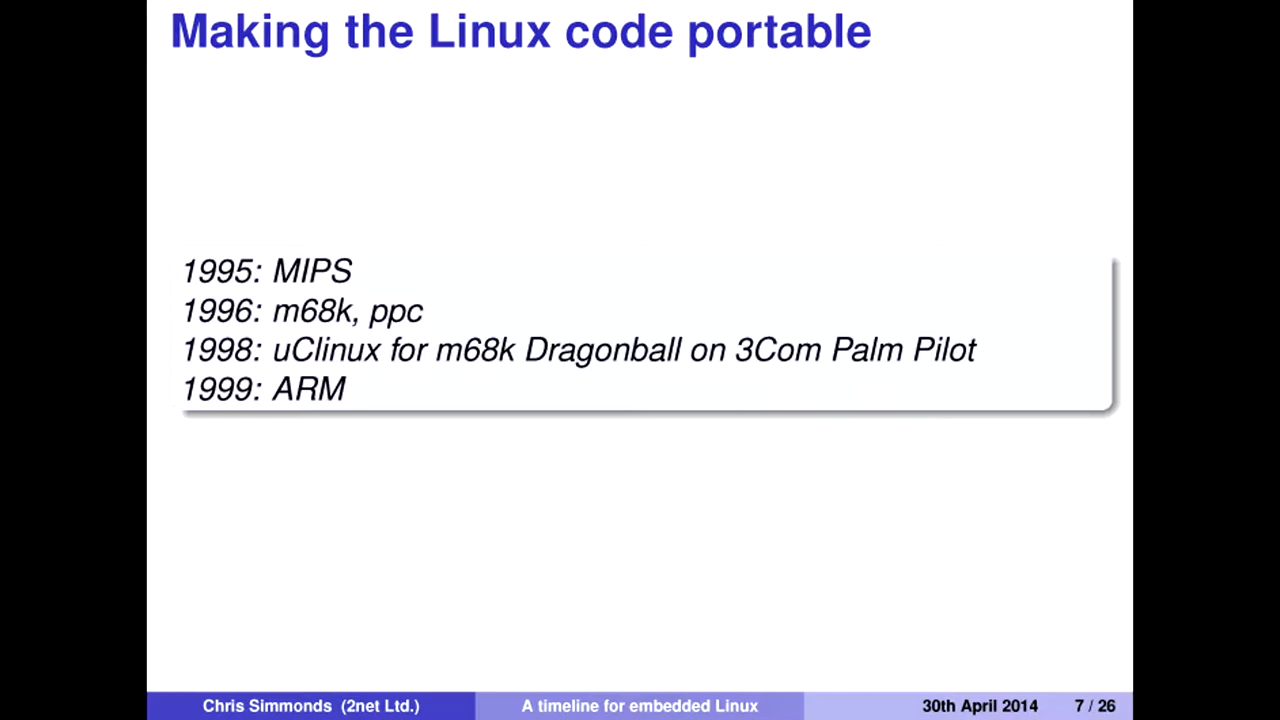 Making the Linux code portable
1995: MIPS
1996: m68k, ppc
1998: uClinux for m68k Dragonball on 3Com Palm Pilot
1999: ARM
Chris Simmonds (2net Ltd.) A timeline for embedded Linux 30th April 2014 7 / 26